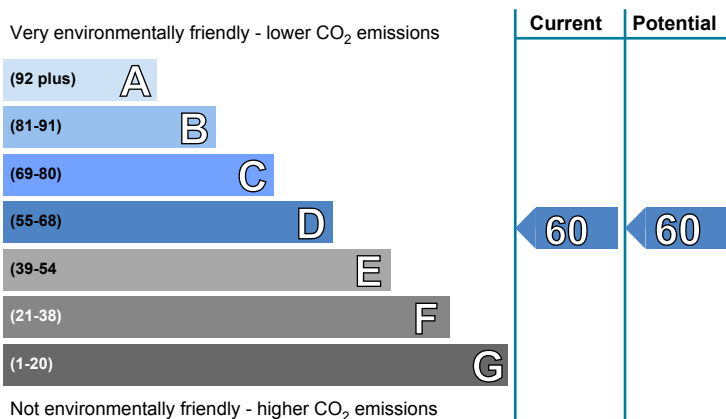 Current Potential
Very environmentally friendly - lower CO2 emissions
(92 plus) A
(81-91) B
(69-80) C
(55-68) D 60 60
(39-54 E
(21-38) F
(1-20) G
Not environmentally friendly - higher CO2 emissions